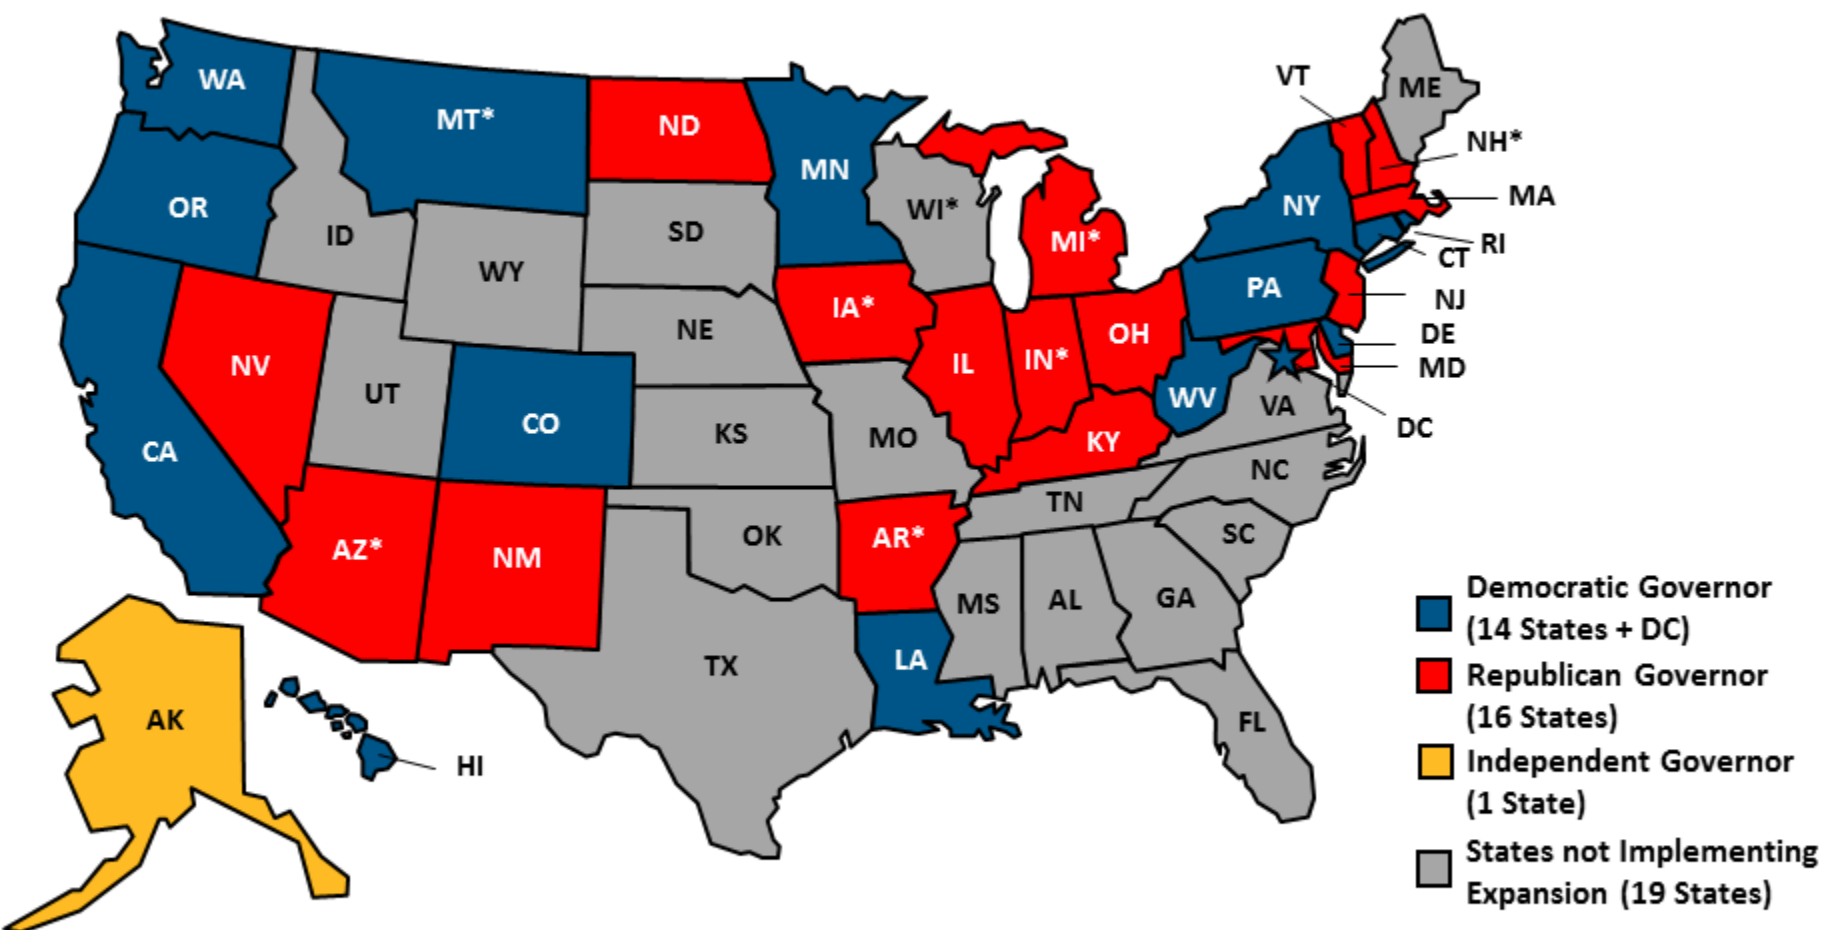 WA
MT*
ND
MN
VT
ME
NH*
MA
OR
ID
WY
SD
WI*
MI*
NY
RI
CT
PA
NJ
NE
IA*
DE
MD
NV
UT
CO
IL
IN*
OH
WV
VA
DC
CA
KS
MO
KY
NC
TN
AZ*
NM
OK
AR*
SC
MS
AL
GA
TX
LA
FL
AK
HI
Democratic Governor
(14 States + DC)
Republican Governor
(16 States)
Independent Governor
(1 State)
States not Implementing
Expansion (19 States)